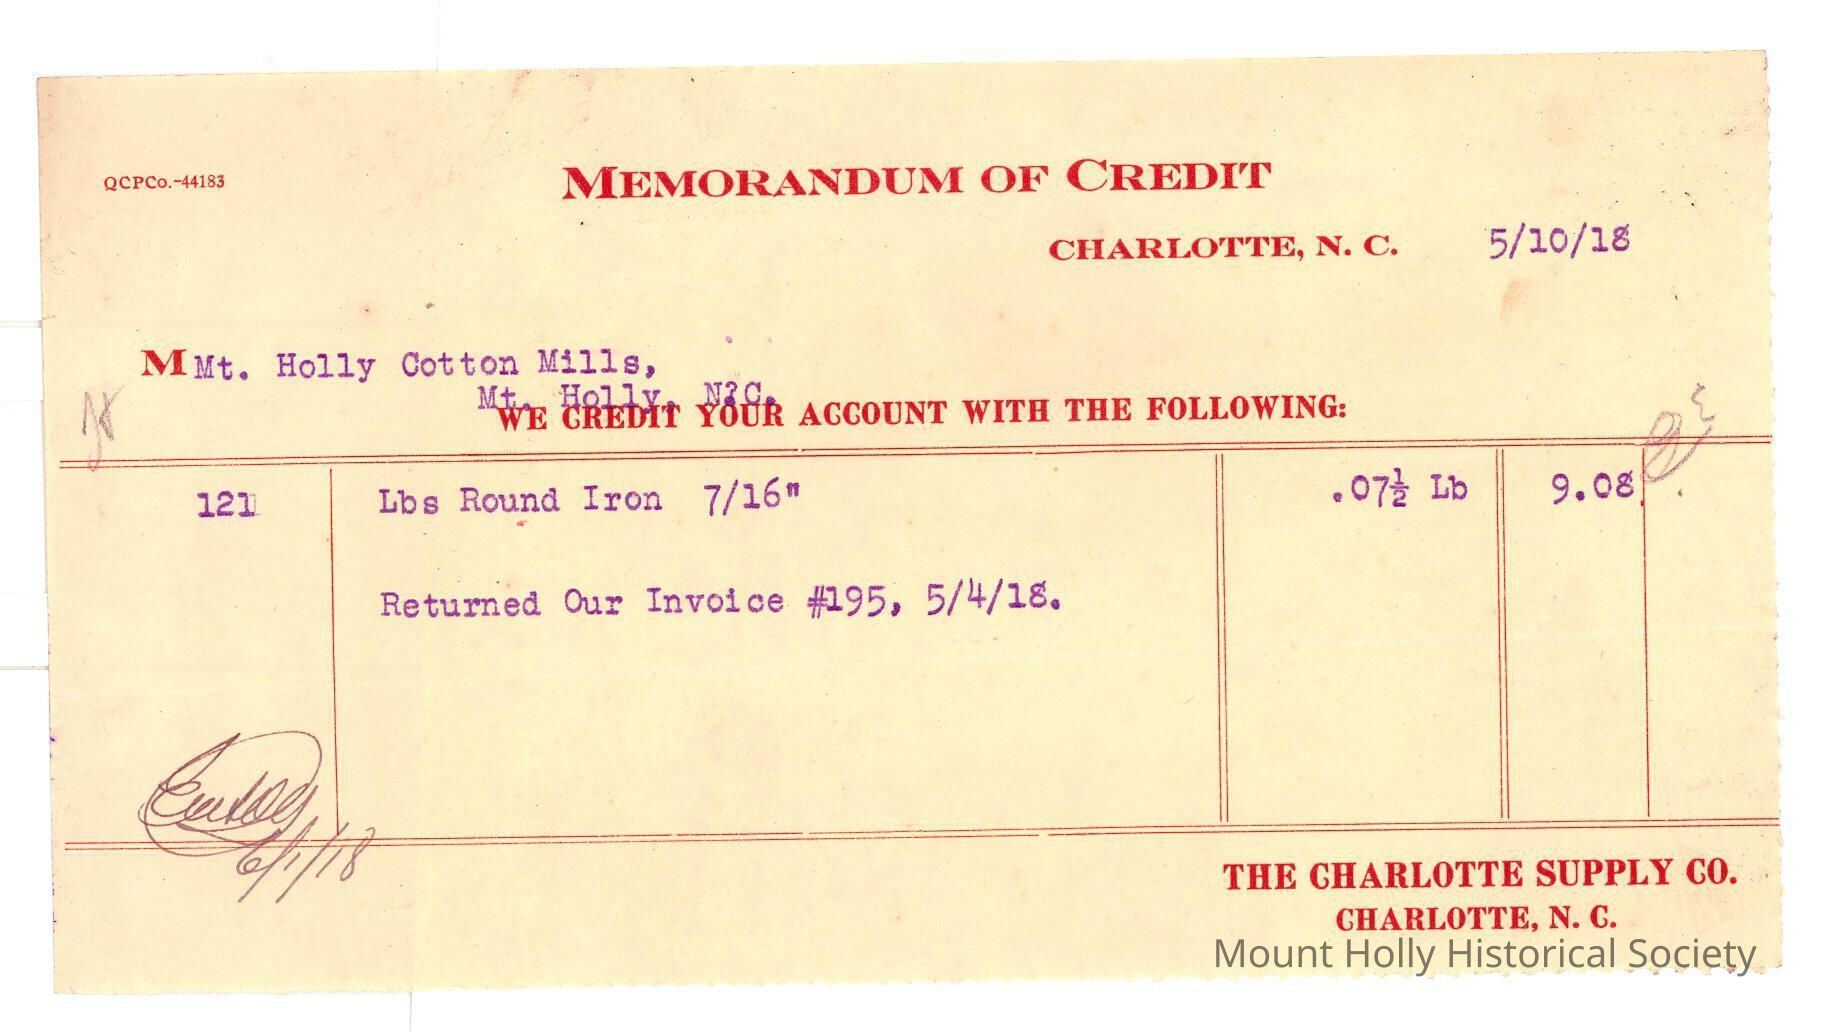 QCPCo.-44183
MEMORANDUM OF CREDIT
CHARLOTTE, N. C. 5/10/18
M Mt. Holly Cotton Mills,
Mt. Holly, N?C.
WE CREDIT YOUR ACCOUNT WITH THE FOLLOWING:
121 Lbs Round Iron 7/16" .07½ Lb 9.08
Returned Our Invoice #195, 5/4/18.
6/1/18
THE CHARLOTTE SUPPLY CO.
CHARLOTTE, N. C.
Mount Holly Historical Society